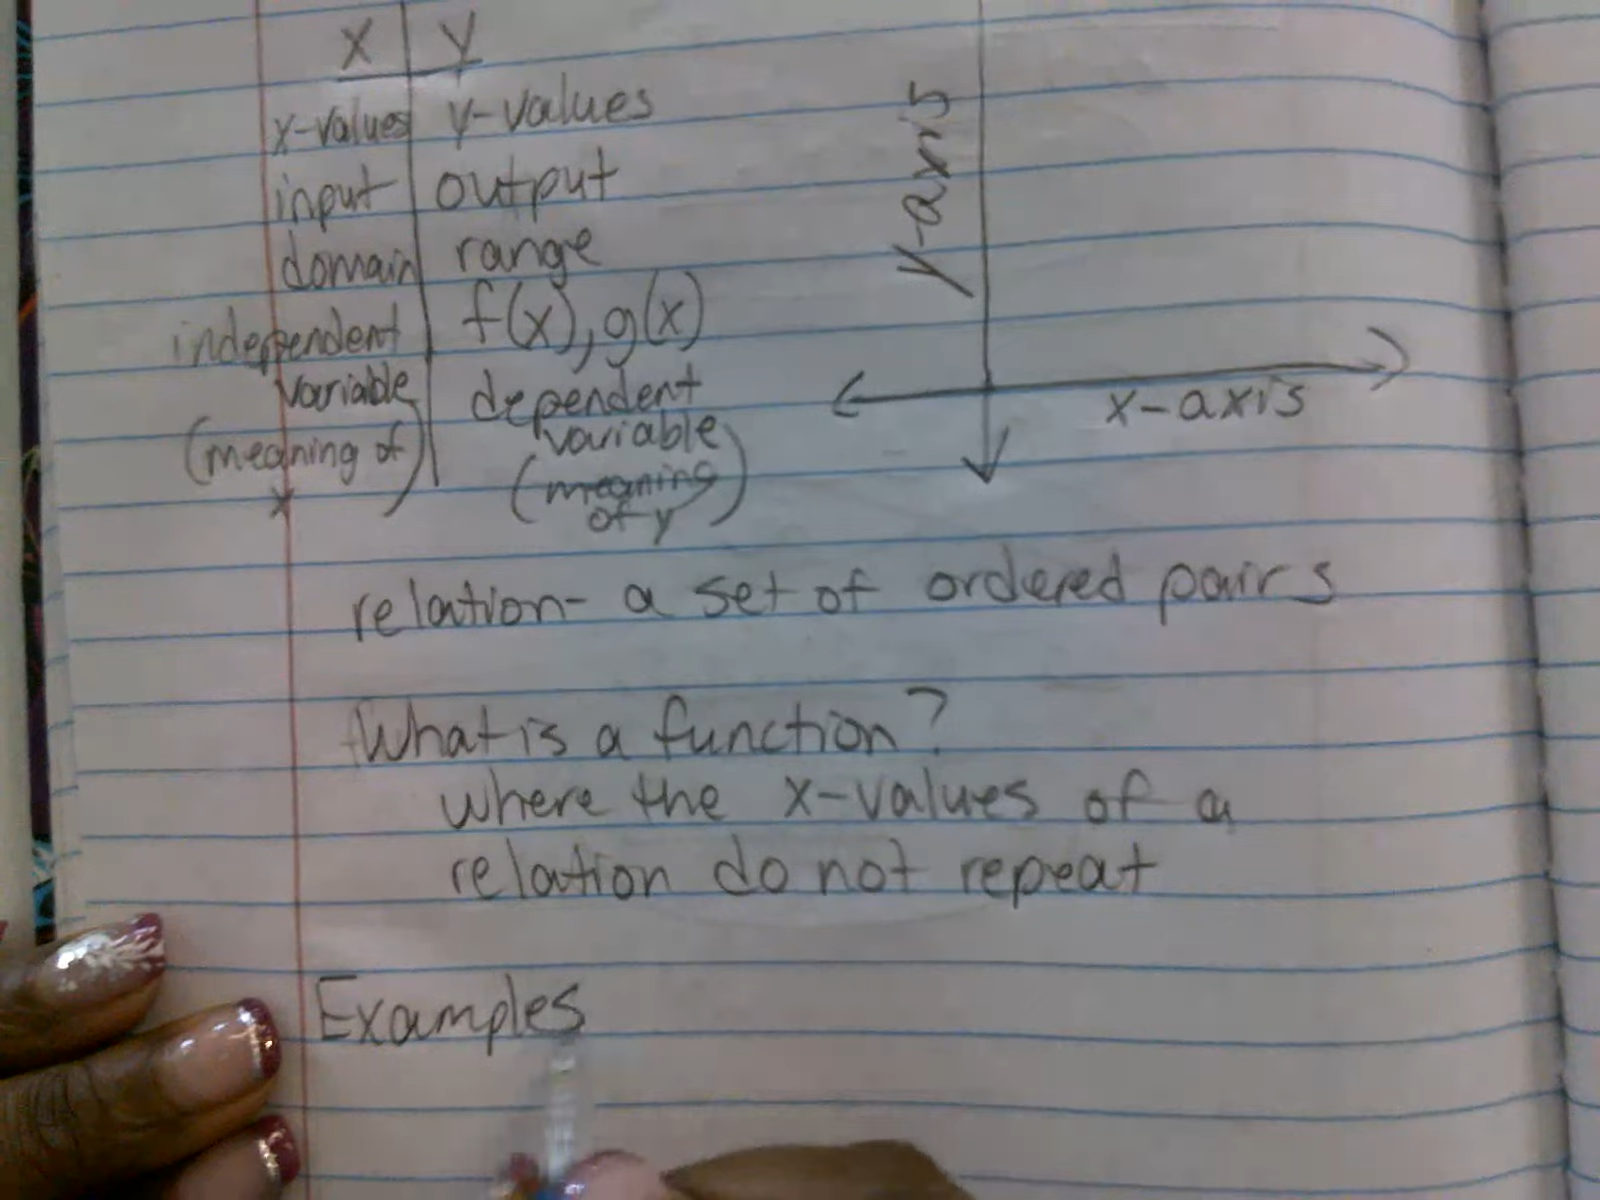 x y
x-values y-values
input output
domain range
independent f(x), g(x)
variable dependent
(meaning of) variable
x (meaning
of y)
y-axis
x-axis
relation- a set of ordered pairs
What is a function?
where the x-values of a
relation do not repeat
Examples